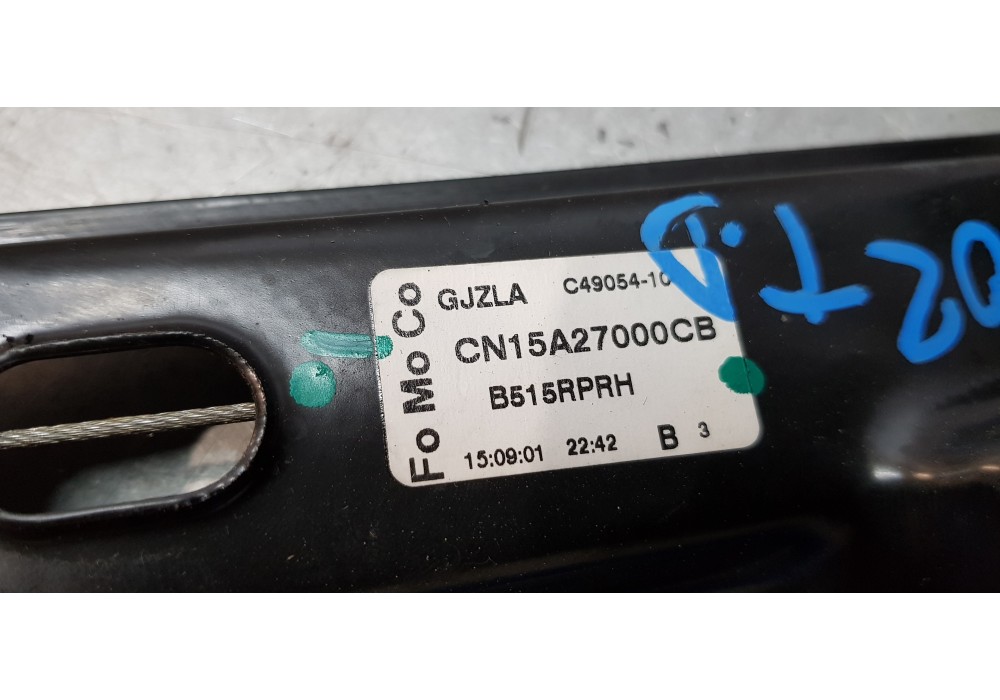 Fo Mo Co
GJZLA C49054-10
CN15A27000CB
B515RPRH
15:09:01 22:42 B 3